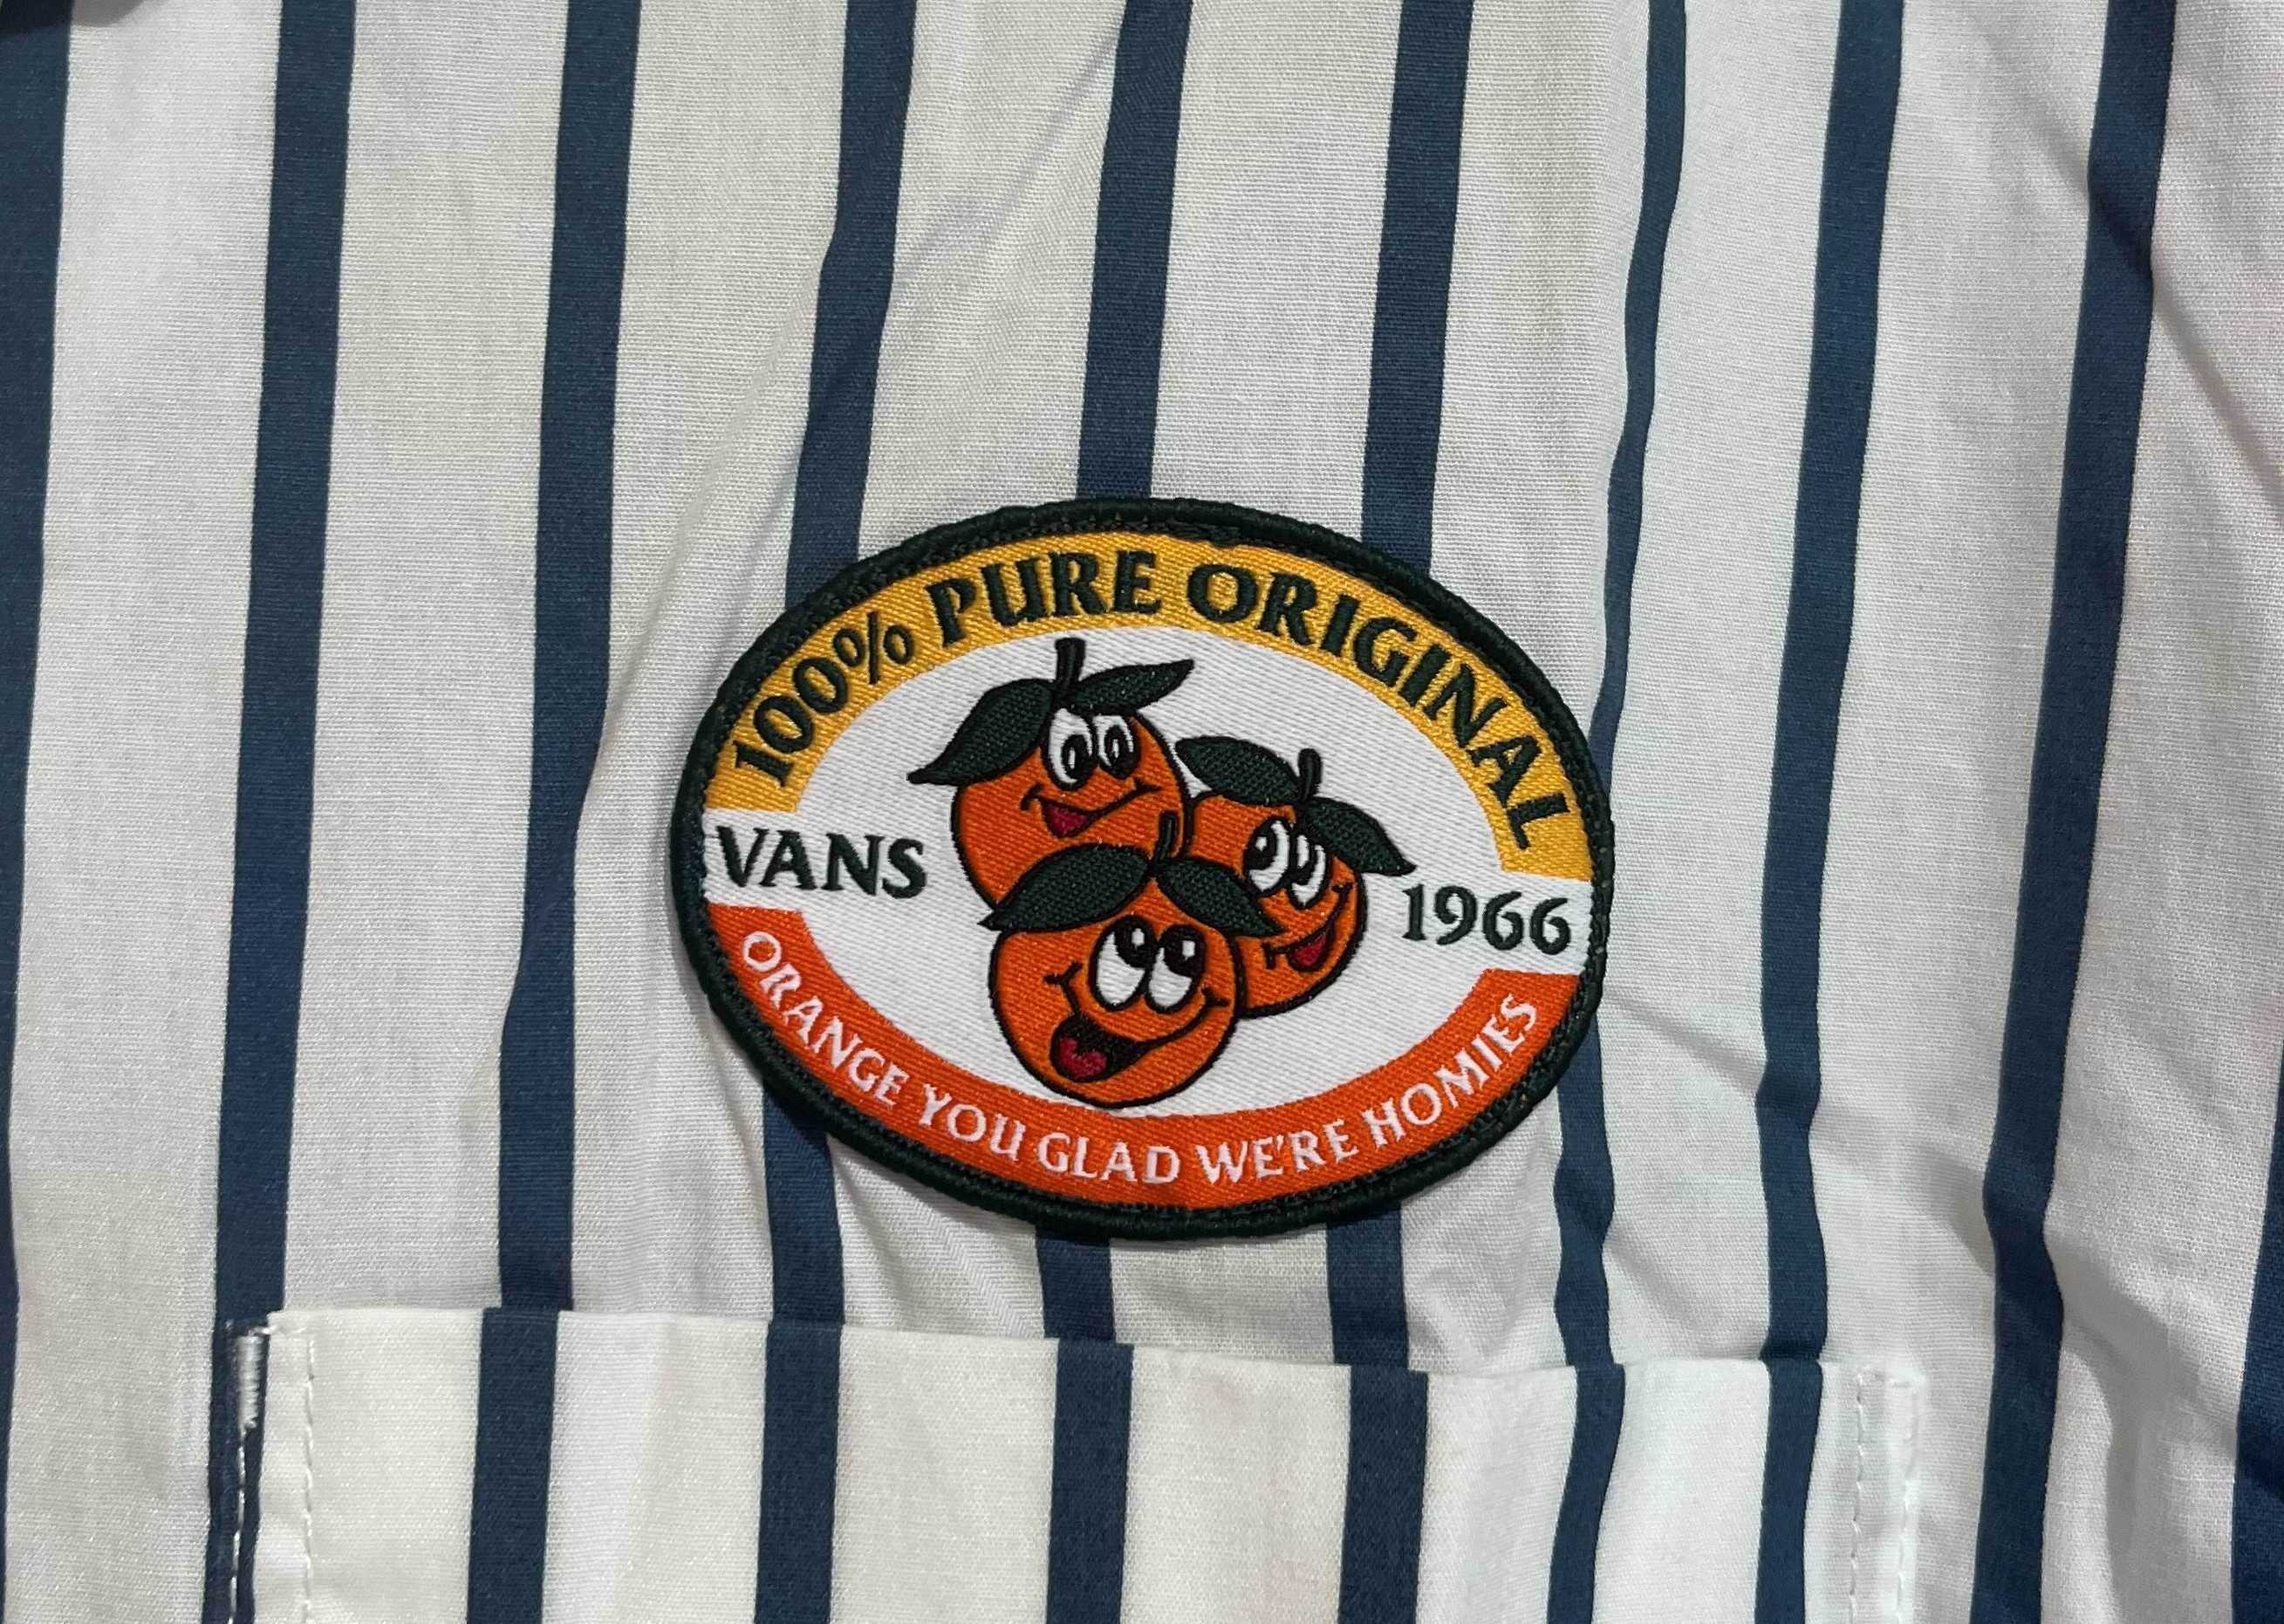 100% PURE ORIGINAL
VANS
1966
ORANGE YOU GLAD WE'RE HOMIES